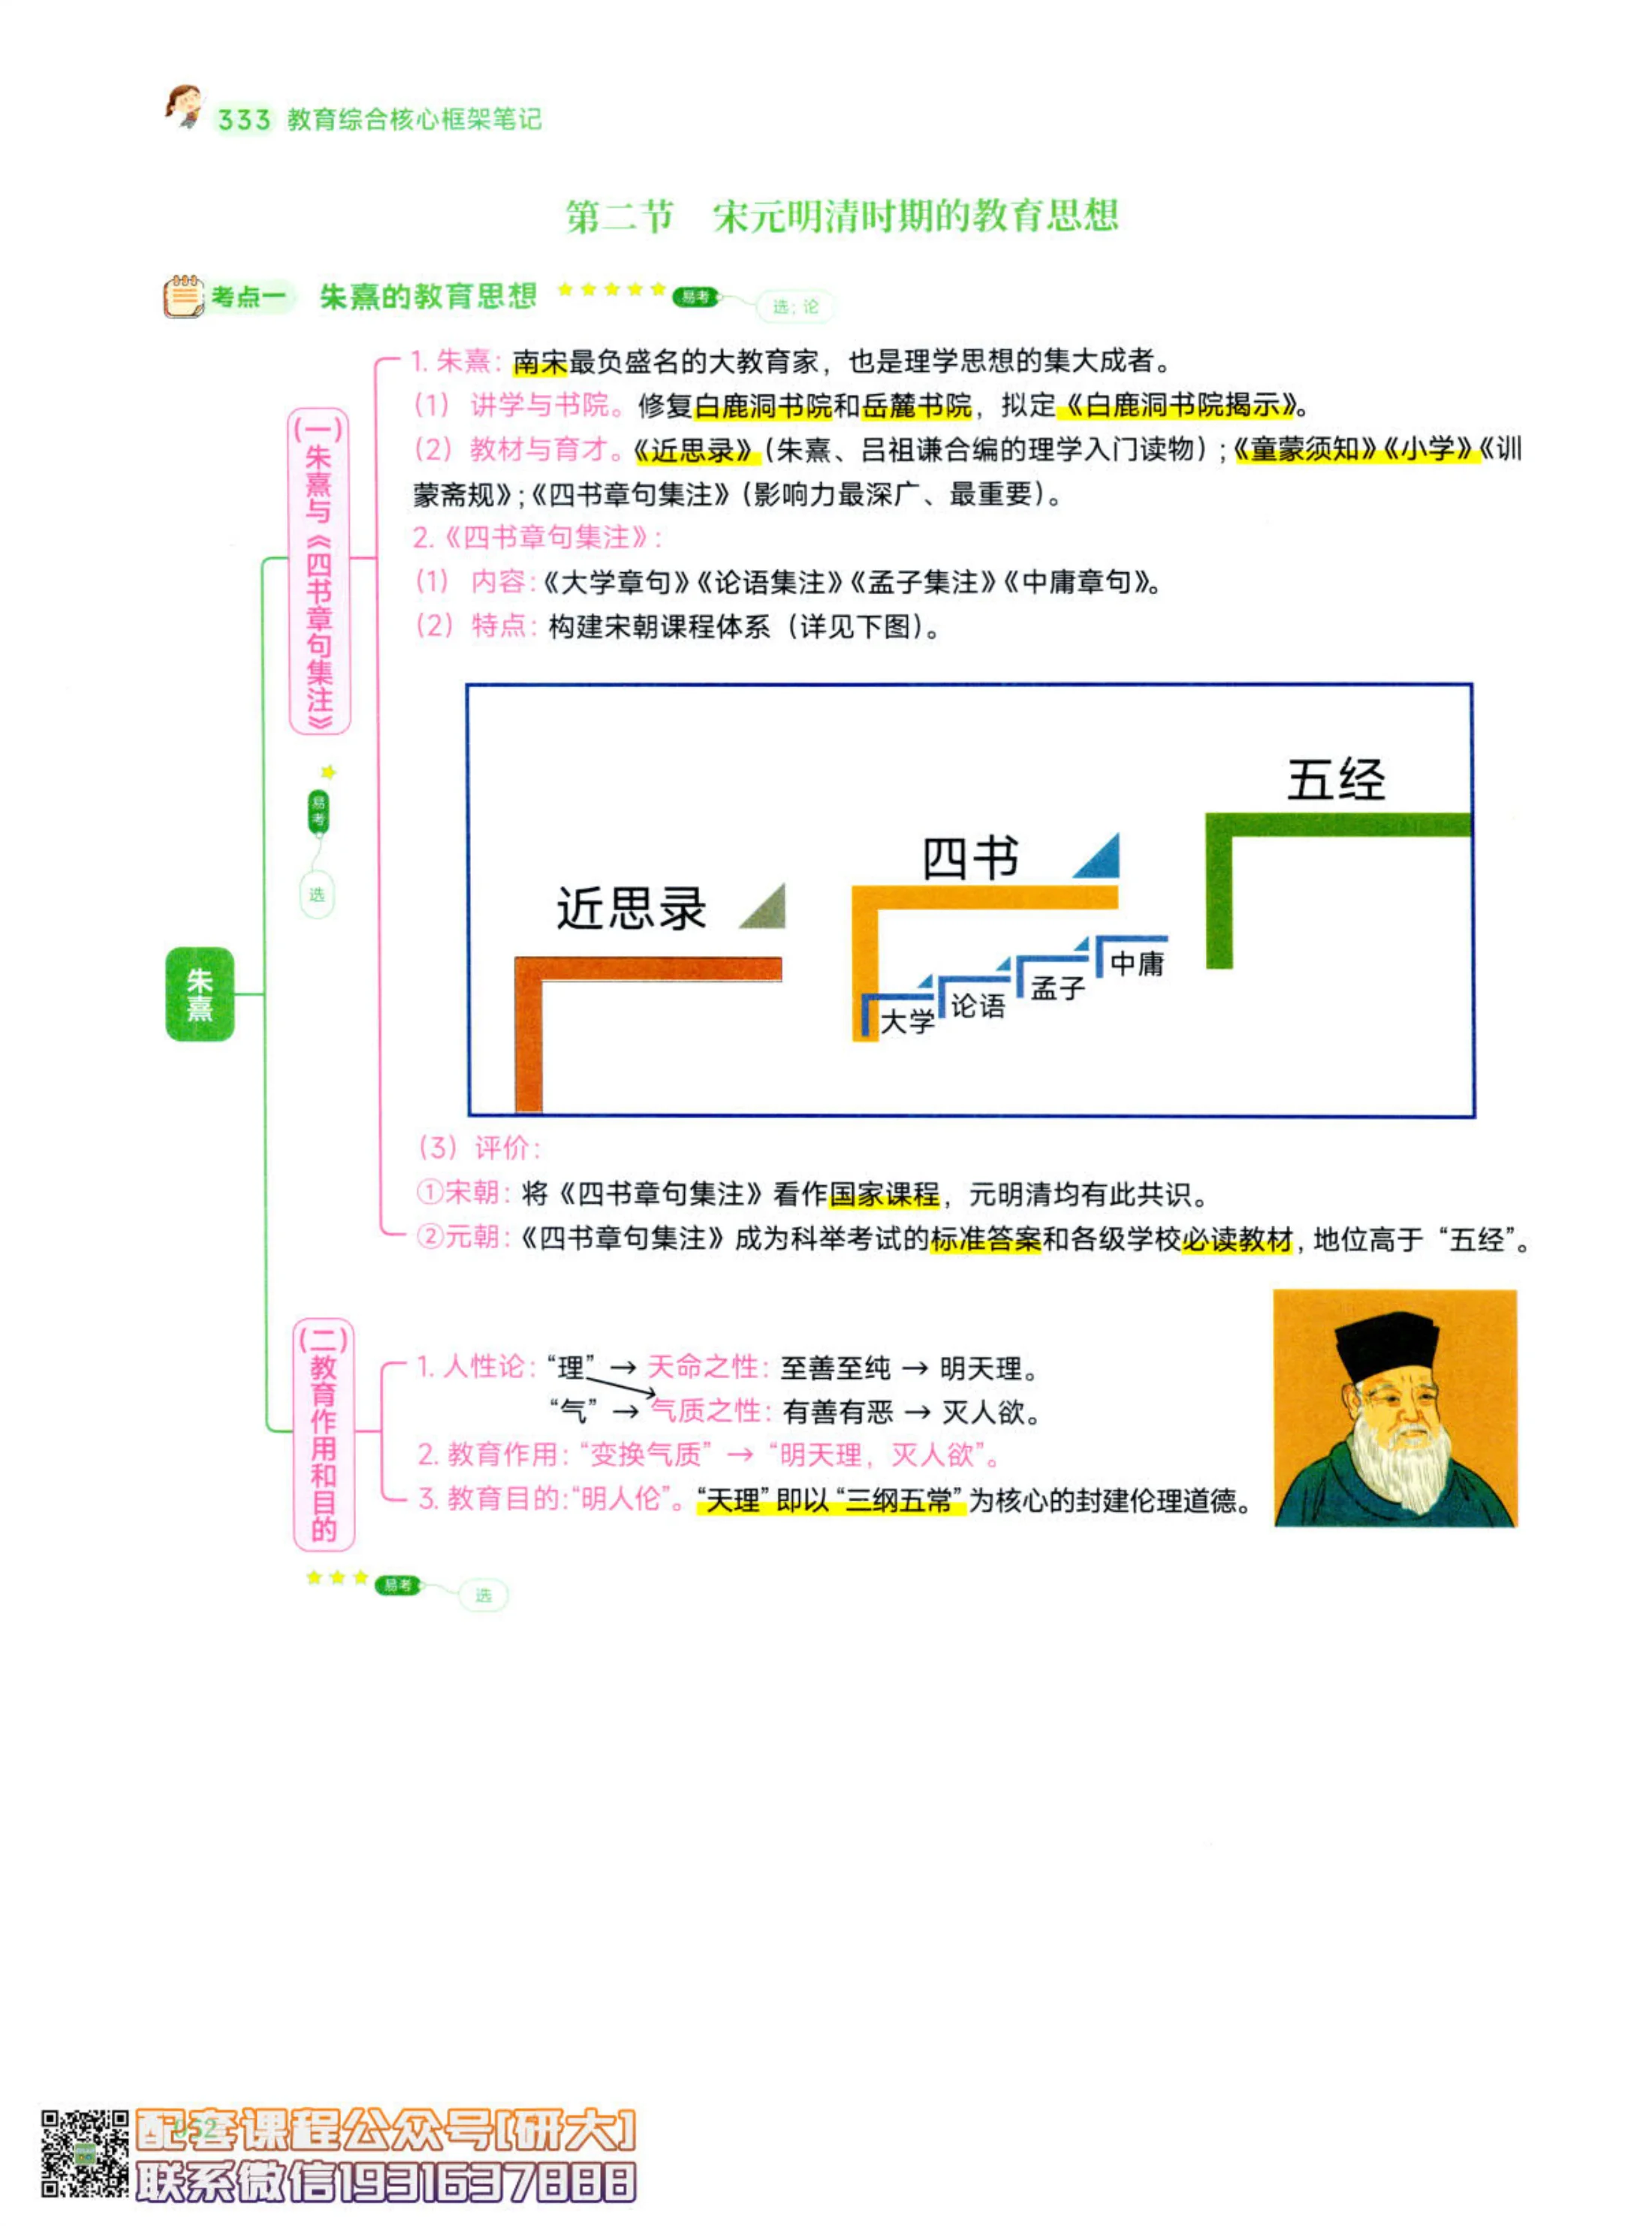 333 教育综合核心框架笔记
第二节 宋元明清时期的教育思想
考点一 朱熹的教育思想 易考 选; 论
朱熹
(一)朱熹与《四书章句集注》
易考
选
1. 朱熹：南宋最负盛名的大教育家，也是理学思想的集大成者。
(1) 讲学与书院。修复白鹿洞书院和岳麓书院，拟定《白鹿洞书院揭示》。
(2) 教材与育才。《近思录》（朱熹、吕祖谦合编的理学入门读物）；《童蒙须知》《小学》《训
蒙斋规》；《四书章句集注》（影响力最深广、最重要）。
2.《四书章句集注》：
(1) 内容：《大学章句》《论语集注》《孟子集注》《中庸章句》。
(2) 特点：构建宋朝课程体系（详见下图）。
五经
四书
近思录
中庸
孟子
论语
大学
(3) 评价：
①宋朝：将《四书章句集注》看作国家课程，元明清均有此共识。
②元朝：《四书章句集注》成为科举考试的标准答案和各级学校必读教材，地位高于“五经”。
(二)教育作用和目的
1. 人性论：“理”→ 天命之性：至善至纯 → 明天理。
“气”→ 气质之性：有善有恶 → 灭人欲。
2. 教育作用：“变换气质”→“明天理，灭人欲”。
3. 教育目的：“明人伦”。“天理”即以“三纲五常”为核心的封建伦理道德。
易考 选
052
配套课程公众号[研大]
联系微信1931637888